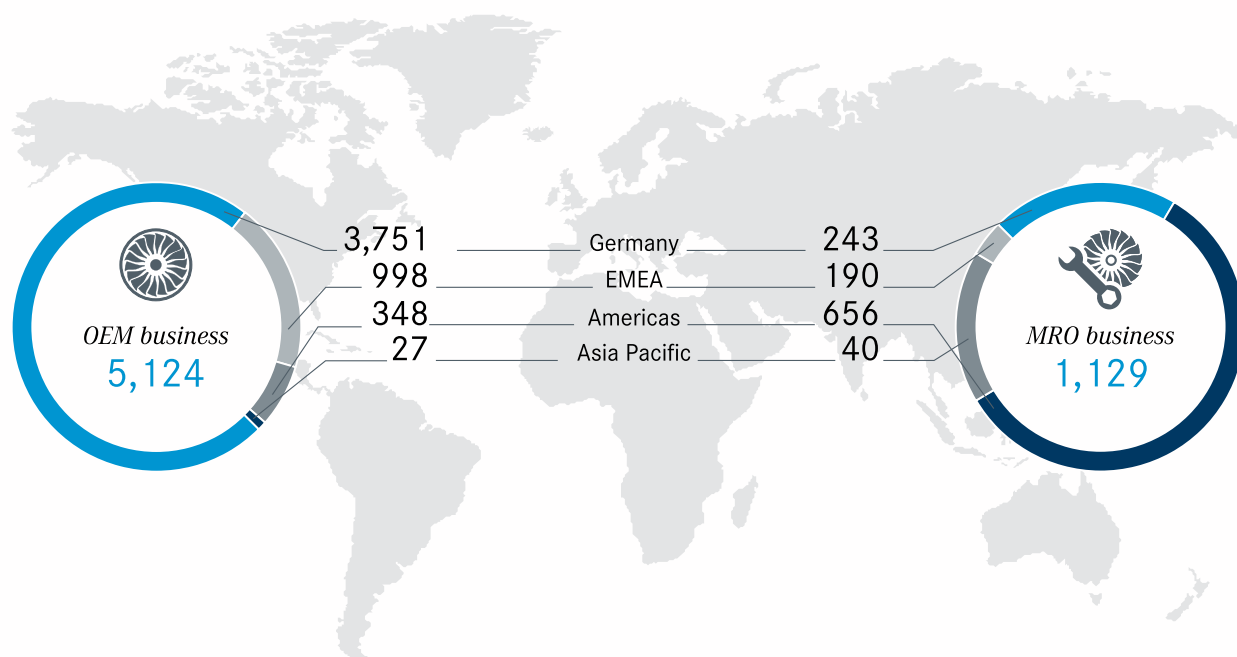 3,751 Germany 243
998 EMEA 190
348 Americas 656
27 Asia Pacific 40
OEM business
5,124
MRO business
1,129